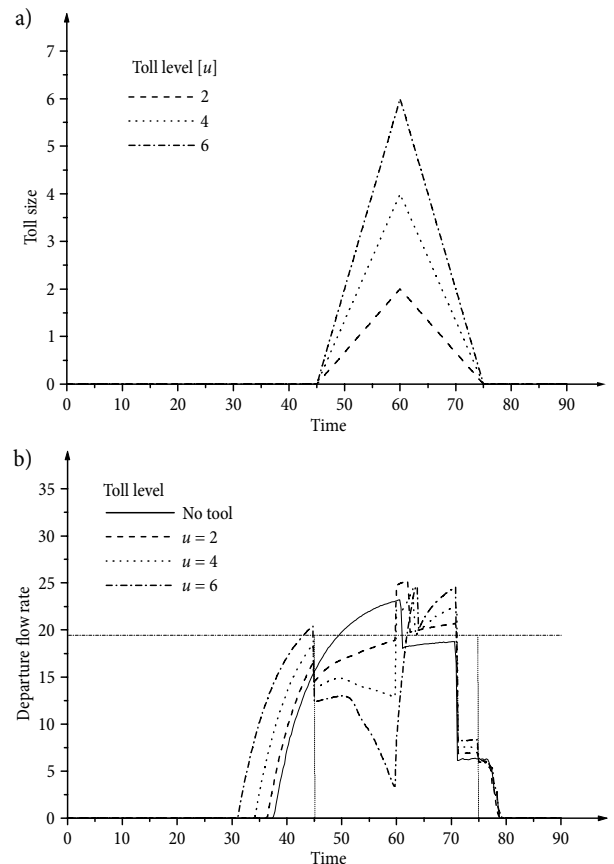 a)
7
6
5
4
3
2
1
0
Toll size
Toll level [u]
2
4
6
0 10 20 30 40 50 60 70 80 90
Time
b)
35
30
25
20
15
10
5
0
Departure flow rate
Toll level
No tool
u = 2
u = 4
u = 6
0 10 20 30 40 50 60 70 80 90
Time